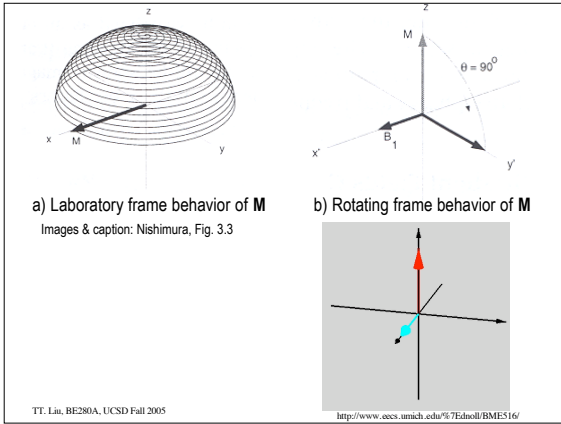 z
x
M
y
a) Laboratory frame behavior of M
Images & caption: Nishimura, Fig. 3.3
z
M
θ = 90°
B1
x'
y'
b) Rotating frame behavior of M
TT. Liu, BE280A, UCSD Fall 2005
http://www.eecs.umich.edu/%7Ednoll/BME516/